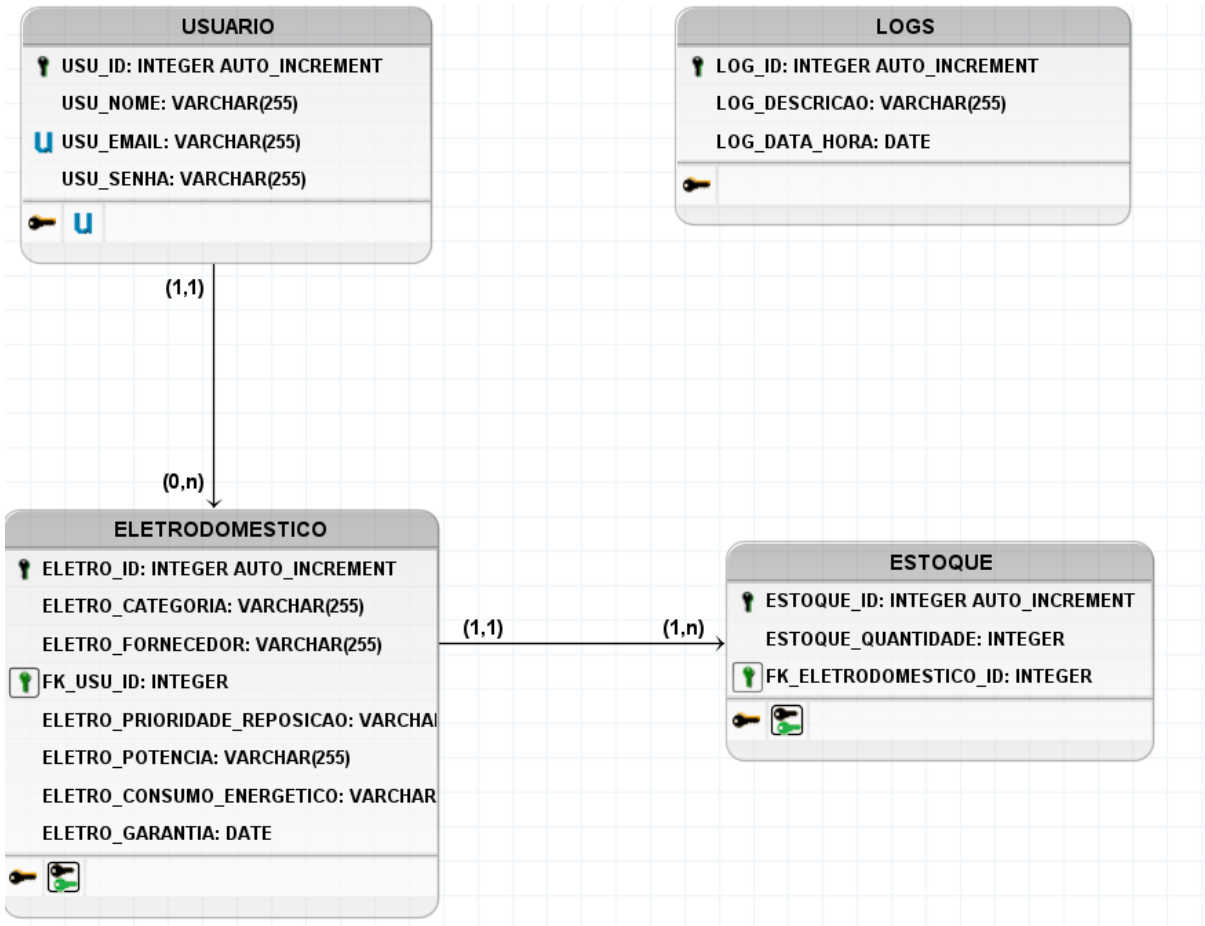 USUARIO
USU_ID: INTEGER AUTO_INCREMENT
USU_NOME: VARCHAR(255)
U USU_EMAIL: VARCHAR(255)
USU_SENHA: VARCHAR(255)
U
LOGS
LOG_ID: INTEGER AUTO_INCREMENT
LOG_DESCRICAO: VARCHAR(255)
LOG_DATA_HORA: DATE
(1,1)
(0,n)
ELETRODOMESTICO
ELETRO_ID: INTEGER AUTO_INCREMENT
ELETRO_CATEGORIA: VARCHAR(255)
ELETRO_FORNECEDOR: VARCHAR(255)
FK_USU_ID: INTEGER
ELETRO_PRIORIDADE_REPOSICAO: VARCHA
ELETRO_POTENCIA: VARCHAR(255)
ELETRO_CONSUMO_ENERGETICO: VARCHAR
ELETRO_GARANTIA: DATE
(1,1)
(1,n)
ESTOQUE
ESTOQUE_ID: INTEGER AUTO_INCREMENT
ESTOQUE_QUANTIDADE: INTEGER
FK_ELETRODOMESTICO_ID: INTEGER